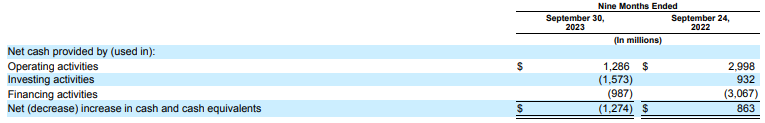 Nine Months Ended
September 30, 2023 September 24, 2022
(In millions)
Net cash provided by (used in):
Operating activities $ 1,286 $ 2,998
Investing activities (1,573) 932
Financing activities (987) (3,067)
Net (decrease) increase in cash and cash equivalents $ (1,274) $ 863